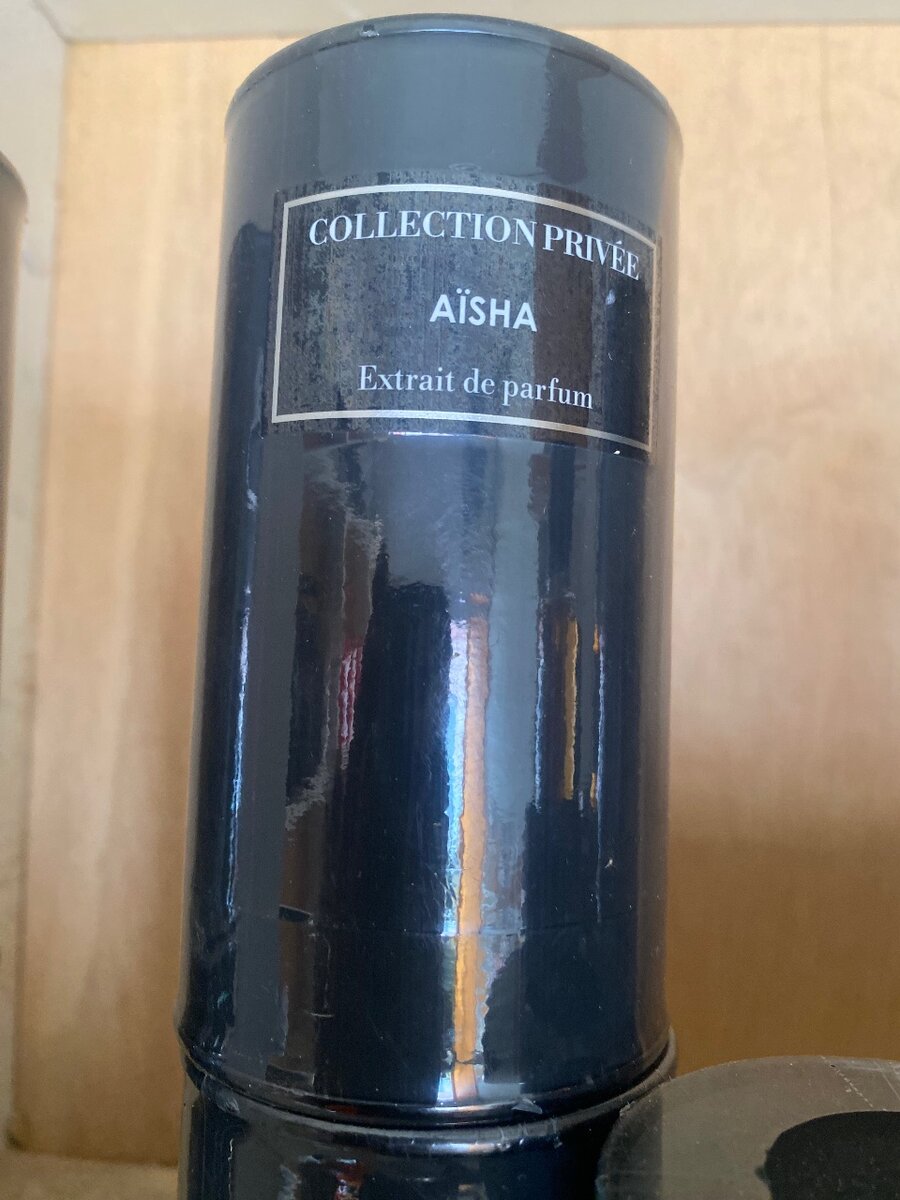 COLLECTION PRIVÉE
AÏSHA
Extrait de parfum